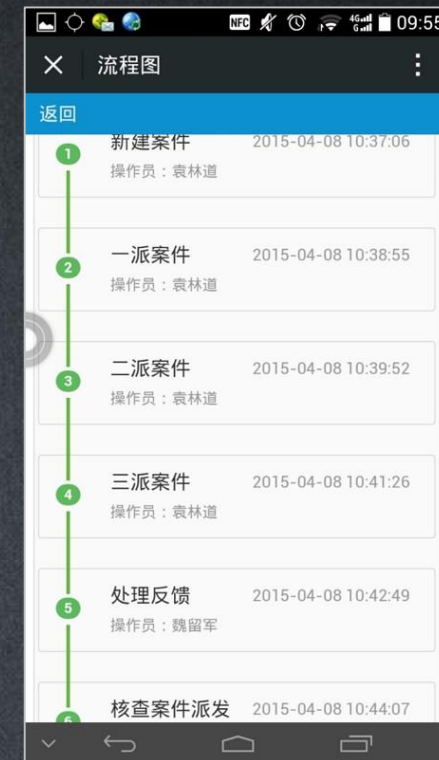 NFC 4G G 09:55
流程图
返回
1 新建案件 2015-04-08 10:37:06
操作员：袁林道
2 一派案件 2015-04-08 10:38:55
操作员：袁林道
3 二派案件 2015-04-08 10:39:52
操作员：袁林道
4 三派案件 2015-04-08 10:41:26
操作员：袁林道
5 处理反馈 2015-04-08 10:42:49
操作员：魏留军
6 核查案件派发 2015-04-08 10:44:07